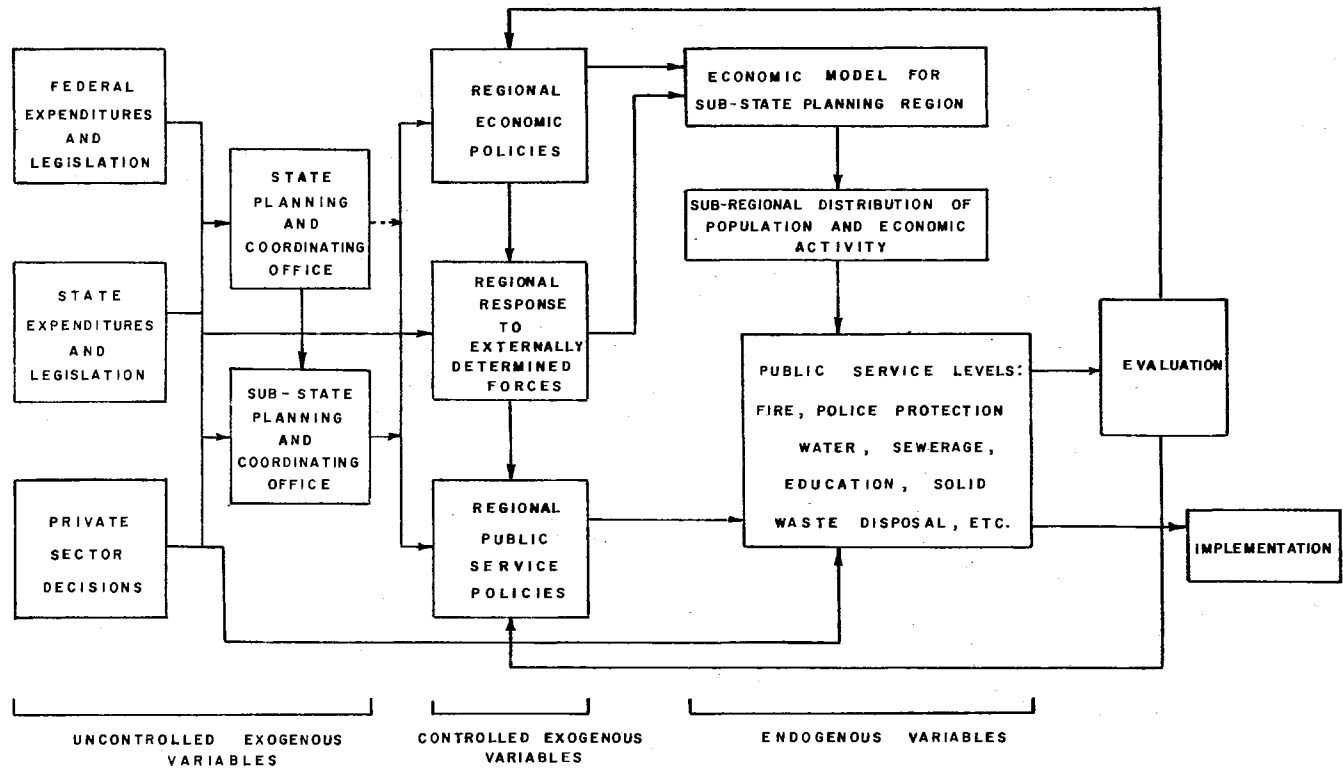 FEDERAL
EXPENDITURES
AND
LEGISLATION
STATE
EXPENDITURES
AND
LEGISLATION
PRIVATE
SECTOR
DECISIONS
STATE
PLANNING
AND
COORDINATING
OFFICE
SUB-STATE
PLANNING
AND
COORDINATING
OFFICE
REGIONAL
ECONOMIC
POLICIES
REGIONAL
RESPONSE
TO
EXTERNALLY
DETERMINED
FORCES
REGIONAL
PUBLIC
SERVICE
POLICIES
ECONOMIC MODEL FOR
SUB-STATE PLANNING REGION
SUB-REGIONAL DISTRIBUTION OF
POPULATION AND ECONOMIC
ACTIVITY
PUBLIC SERVICE LEVELS:
FIRE, POLICE PROTECTION
WATER, SEWERAGE,
EDUCATION, SOLID
WASTE DISPOSAL, ETC.
EVALUATION
IMPLEMENTATION
UNCONTROLLED EXOGENOUS
VARIABLES
CONTROLLED EXOGENOUS
VARIABLES
ENDOGENOUS VARIABLES